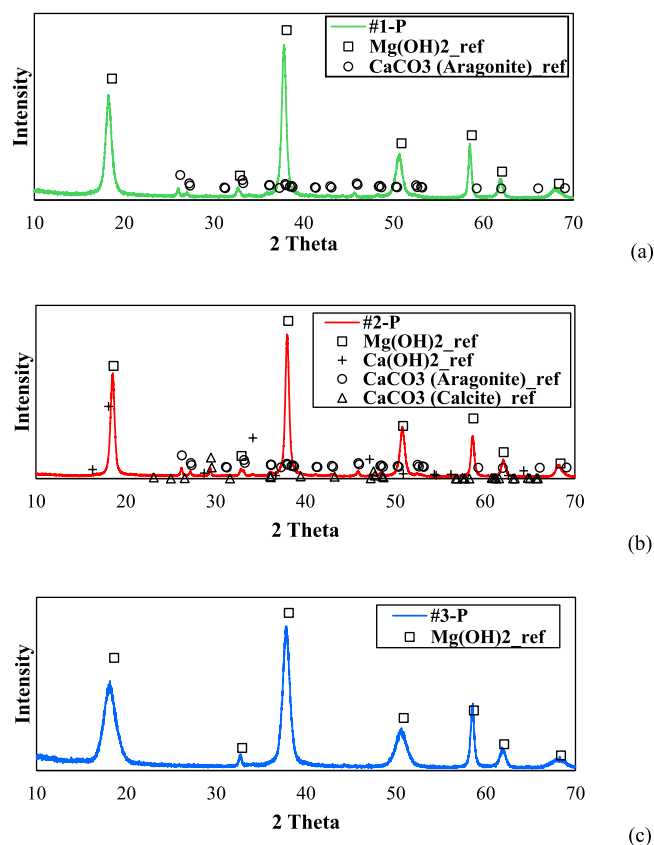 #1-P
Mg(OH)2_ref
CaCO3 (Aragonite)_ref
Intensity
10 20 30 40 50 60 70
2 Theta
(a)
#2-P
Mg(OH)2_ref
Ca(OH)2_ref
CaCO3 (Aragonite)_ref
CaCO3 (Calcite)_ref
Intensity
10 20 30 40 50 60 70
2 Theta
(b)
#3-P
Mg(OH)2_ref
Intensity
10 20 30 40 50 60 70
2 Theta
(c)